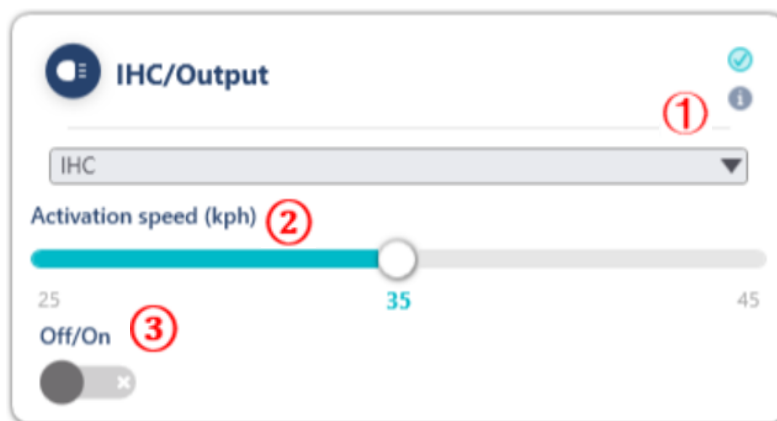 IHC/Output
①
IHC
Activation speed (kph) ②
25 35 45
Off/On ③